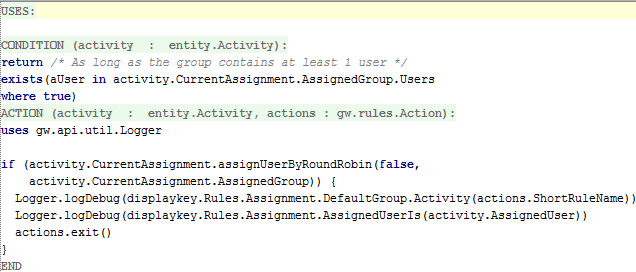 USES:
CONDITION (activity : entity.Activity):
return /* As long as the group contains at least 1 user */
exists(aUser in activity.CurrentAssignment.AssignedGroup.Users
where true)
ACTION (activity : entity.Activity, actions : gw.rules.Action):
uses gw.api.util.Logger
if (activity.CurrentAssignment.assignUserByRoundRobin(false,
activity.CurrentAssignment.AssignedGroup)) {
Logger.logDebug(displaykey.Rules.Assignment.DefaultGroup.Activity(actions.ShortRuleName))
Logger.logDebug(displaykey.Rules.Assignment.AssignedUserIs(activity.AssignedUser))
actions.exit()
}
END